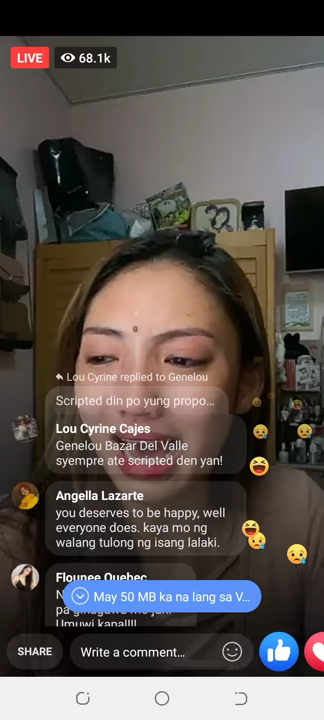 LIVE 68.1k
Lou Cyrine replied to Genelou
Scripted din po yung propo...
Lou Cyrine Cajes
Genelou Bazar Del Valle
syempre ate scripted den yan!
Angella Lazarte
you deserves to be happy, well
everyone does. kaya mo ng
walang tulong ng isang lalaki.
Flounee Quebec
May 50 MB ka na lang sa V...
Umuwi kana!!!!
SHARE
Write a comment...